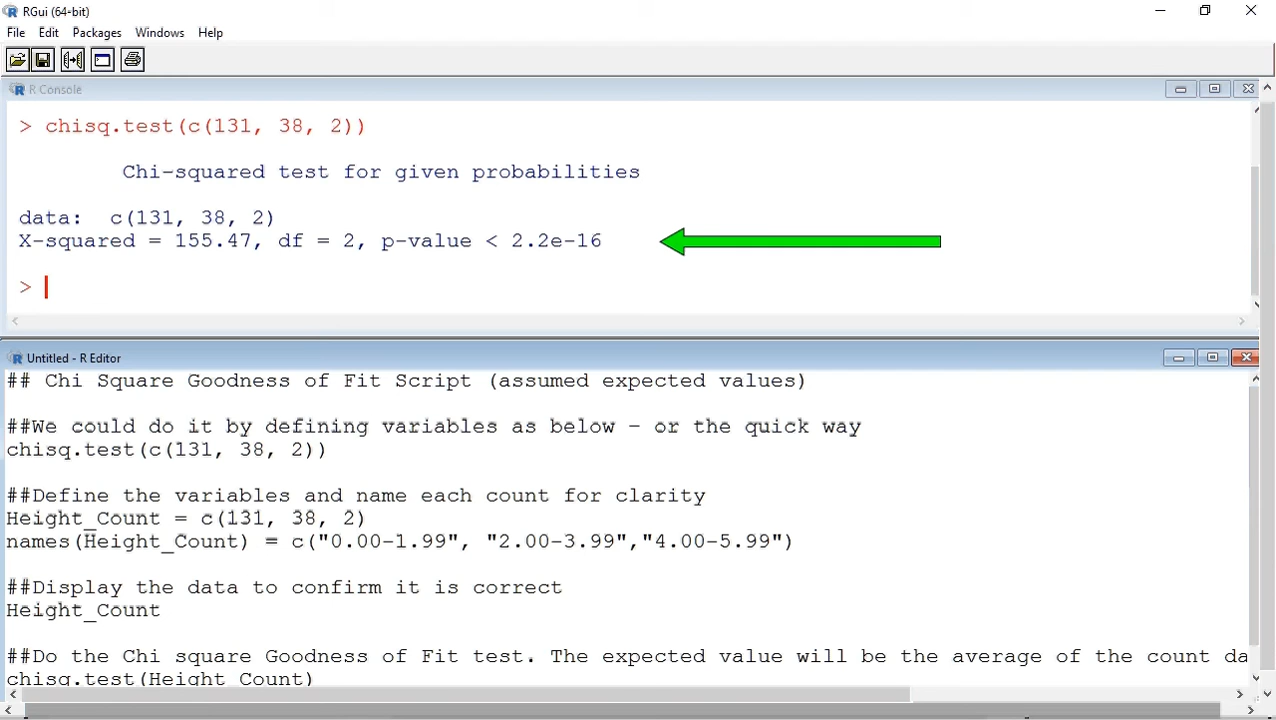 RGui (64-bit)
File Edit Packages Windows Help
R Console
> chisq.test(c(131, 38, 2))
Chi-squared test for given probabilities
data:  c(131, 38, 2)
X-squared = 155.47, df = 2, p-value < 2.2e-16
>
Untitled - R Editor
## Chi Square Goodness of Fit Script (assumed expected values)
##We could do it by defining variables as below - or the quick way
chisq.test(c(131, 38, 2))
##Define the variables and name each count for clarity
Height_Count = c(131, 38, 2)
names(Height_Count) = c("0.00-1.99", "2.00-3.99","4.00-5.99")
##Display the data to confirm it is correct
Height_Count
##Do the Chi square Goodness of Fit test. The expected value will be the average of the count da
chisq.test(Height_Count)